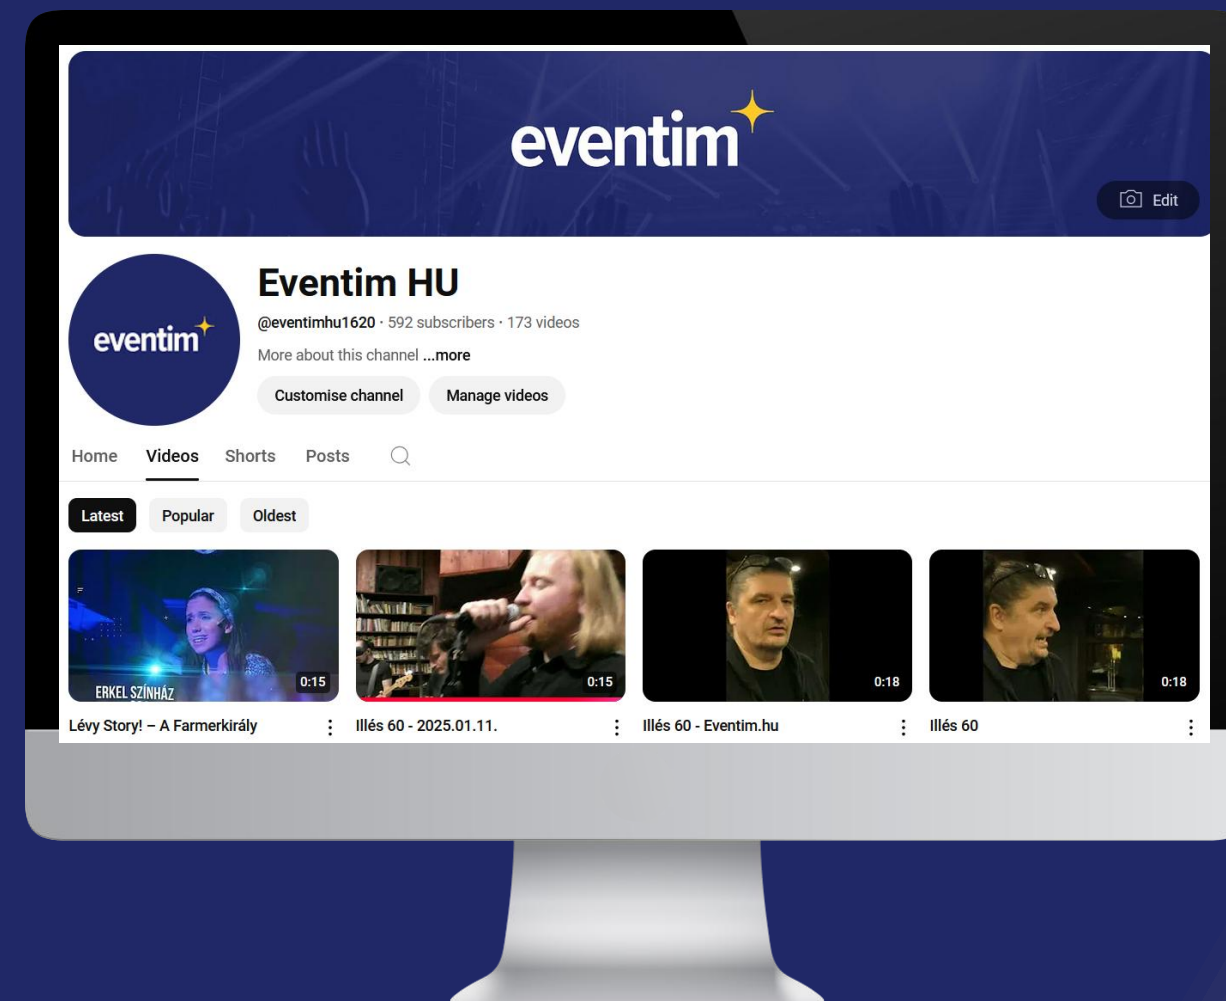 eventim
Edit
eventim
Eventim HU
@eventimhu1620 · 592 subscribers · 173 videos
More about this channel ...more
Customise channel
Manage videos
Home
Videos
Shorts
Posts
Latest
Popular
Oldest
ERKEL SZÍNHÁZ
0:15
0:15
0:18
0:18
Lévy Story! – A Farmerkirály
Illés 60 - 2025.01.11.
Illés 60 - Eventim.hu
Illés 60